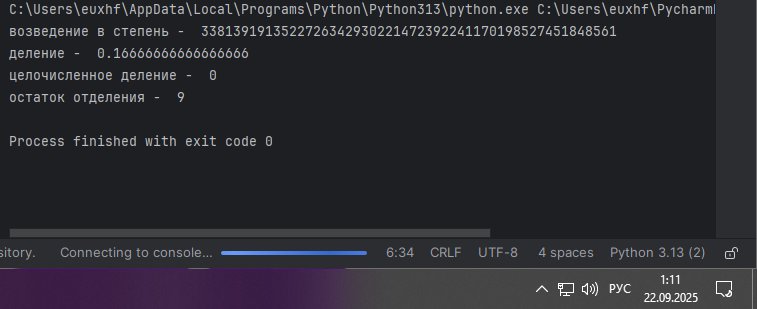 C:\Users\euxhf\AppData\Local\Programs\Python\Python313\python.exe C:\Users\euxhf\Pycharm
возведение в степень -  3381391913522726342930221472392241170198527451848561
деление -  0.16666666666666666
целочисленное деление -  0
остаток отделения -  9
Process finished with exit code 0
sitory. Connecting to console... 6:34 CRLF UTF-8 4 spaces Python 3.13 (2)
РУС 1:11
22.09.2025